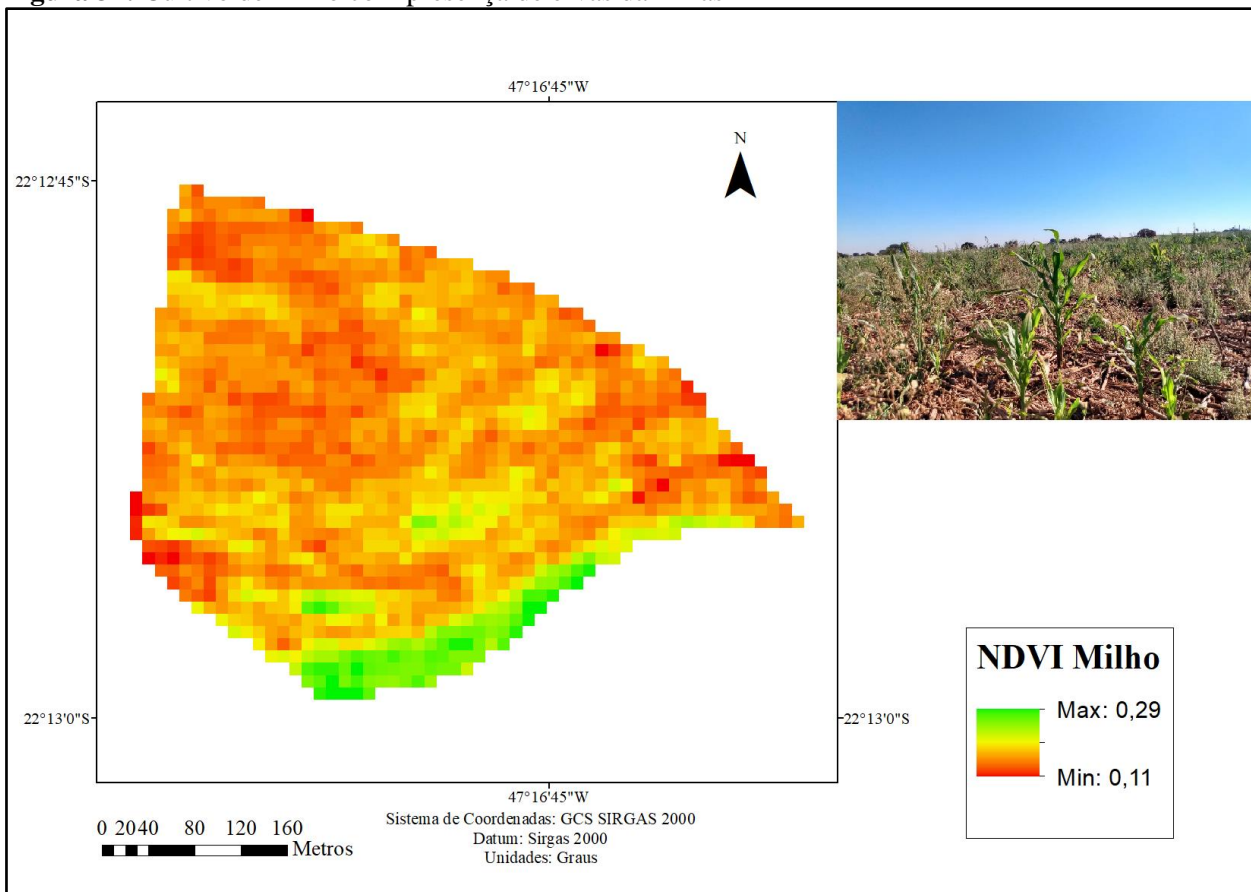 47°16'45"W
N
22°12'45"S
22°13'0"S
22°13'0"S
NDVI Milho
Max: 0,29
Min: 0,11
47°16'45"W
0 20 40 80 120 160
Metros
Sistema de Coordenadas: GCS SIRGAS 2000
Datum: Sirgas 2000
Unidades: Graus